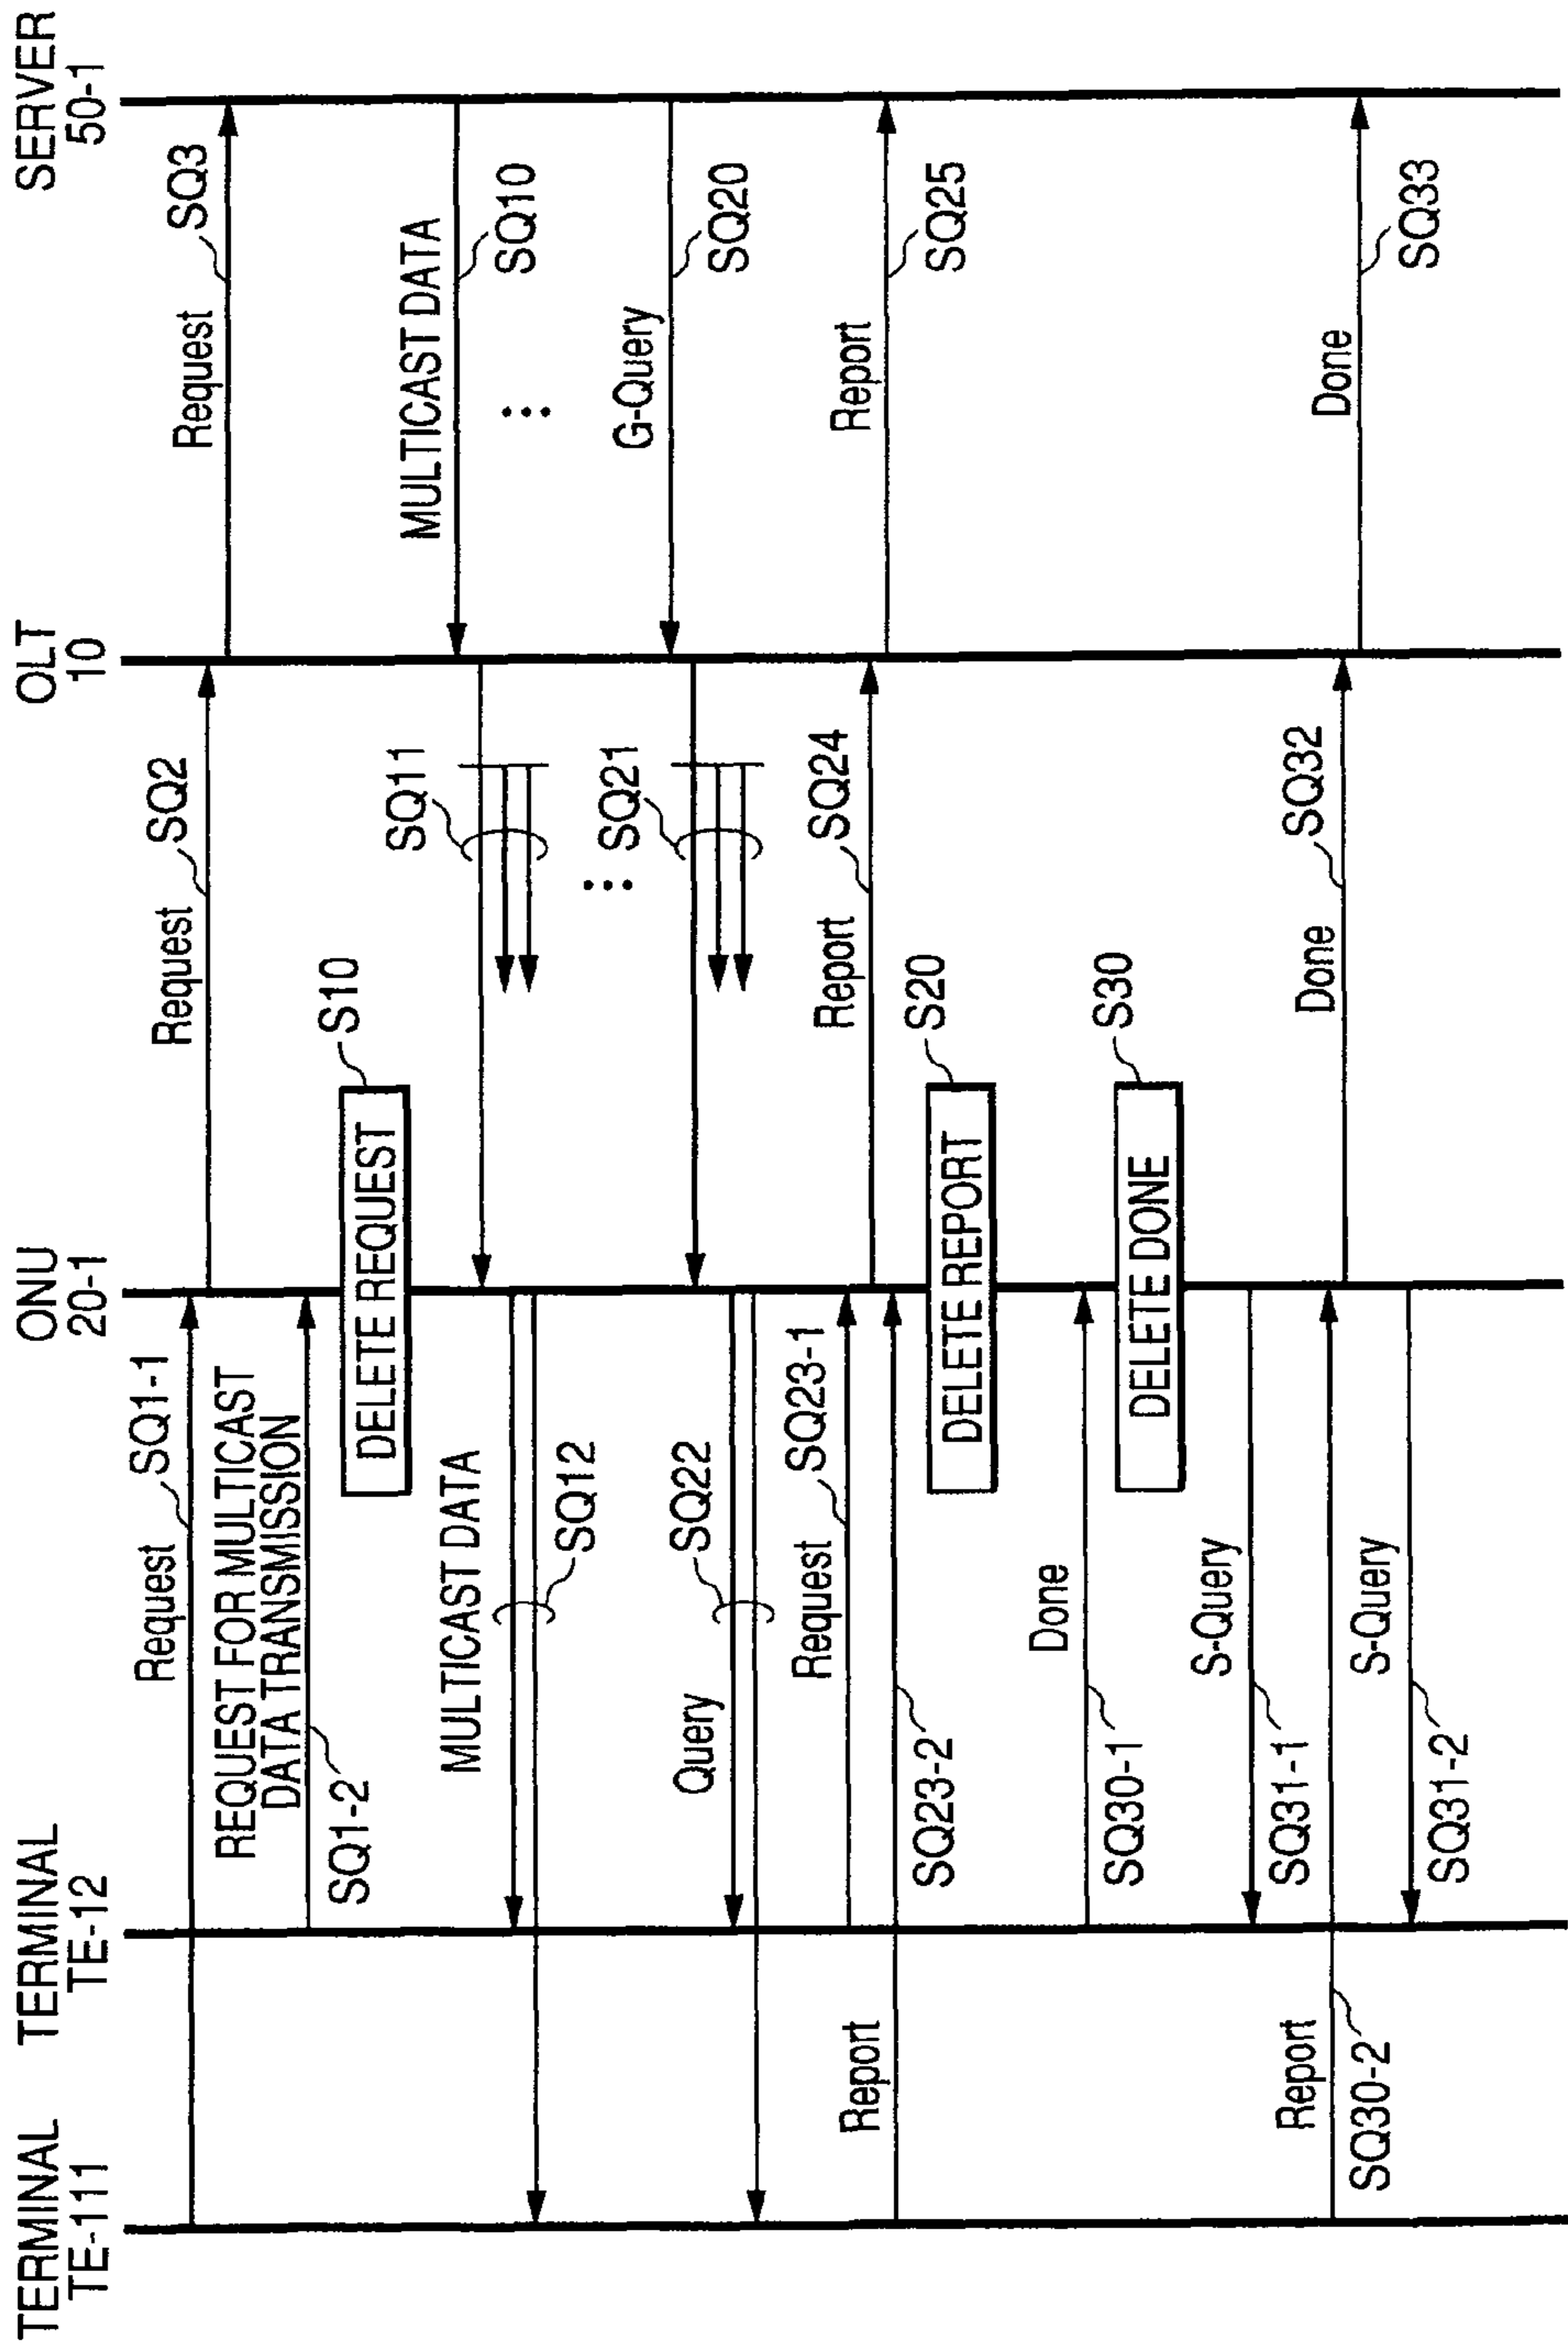 TERMINAL
TE-111
TERMINAL
TE-12
ONU
20-1
OLT
10
SERVER
50-1
Request
SQ1-1
Request
SQ2
Request
SQ3
REQUEST FOR MULTICAST
DATA TRANSMISSION
SQ1-2
DELETE REQUEST
S10
MULTICAST DATA
SQ10
SQ11
MULTICAST DATA
SQ12
G-Query
SQ20
SQ21
Query
SQ22
Request
SQ23-1
Report
SQ23-2
Report
SQ24
Report
SQ25
DELETE REPORT
S20
Done
SQ30-1
DELETE DONE
S30
S-Query
SQ31-1
Report
SQ30-2
Done
SQ32
Done
SQ33
S-Query
SQ31-2